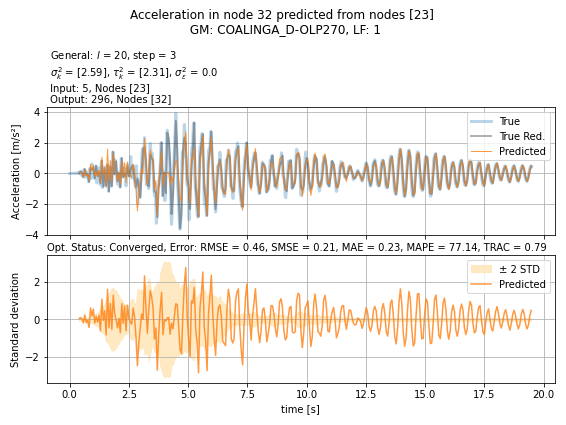 Acceleration in node 32 predicted from nodes [23]
GM: COALINGA_D-OLP270, LF: 1
General: l = 20, step = 3
σ²ₖ = [2.59], τ²ₖ = [2.31], σ²ε = 0.0
Input: 5, Nodes [23]
Output: 296, Nodes [32]
Acceleration [m/s²]
4
2
0
−2
−4
True
True Red.
Predicted
Opt. Status: Converged, Error: RMSE = 0.46, SMSE = 0.21, MAE = 0.23, MAPE = 77.14, TRAC = 0.79
Standard deviation
2
0
−2
± 2 STD
Predicted
0.0 2.5 5.0 7.5 10.0 12.5 15.0 17.5 20.0
time [s]